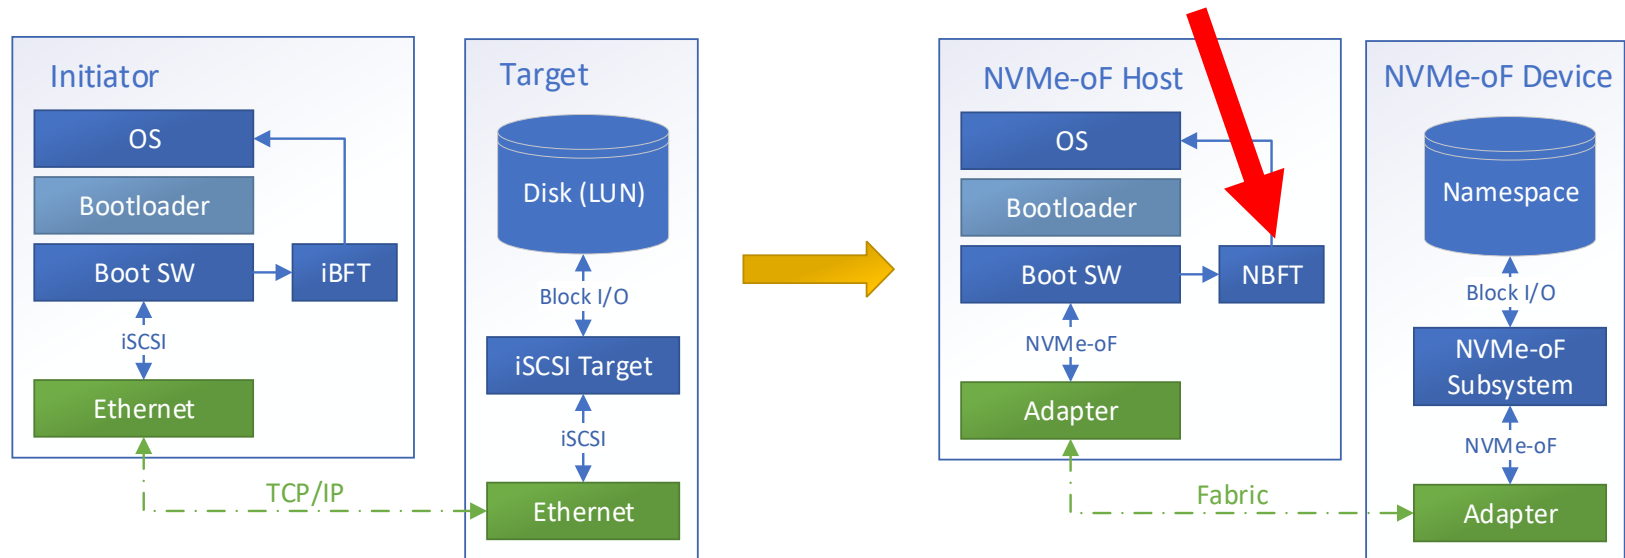 Initiator
OS
Bootloader
Boot SW
iBFT
iSCSI
Ethernet
TCP/IP
Target
Disk (LUN)
Block I/O
iSCSI Target
iSCSI
Ethernet
NVMe-oF Host
OS
Bootloader
Boot SW
NBFT
NVMe-oF
Adapter
Fabric
NVMe-oF Device
Namespace
Block I/O
NVMe-oF
Subsystem
NVMe-oF
Adapter